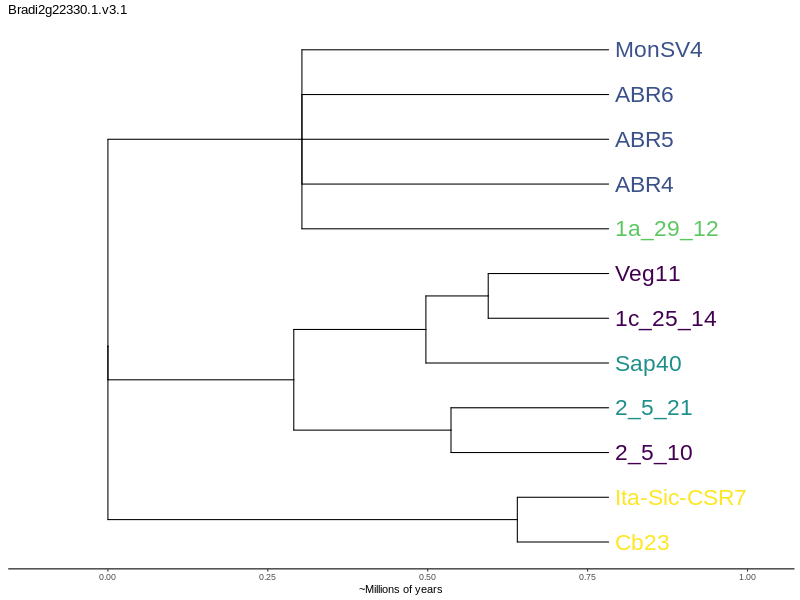 Bradi2g22330.1.v3.1
MonSV4
ABR6
ABR5
ABR4
1a_29_12
Veg11
1c_25_14
Sap40
2_5_21
2_5_10
Ita-Sic-CSR7
Cb23
0.00 0.25 0.50 0.75 1.00
~Millions of years